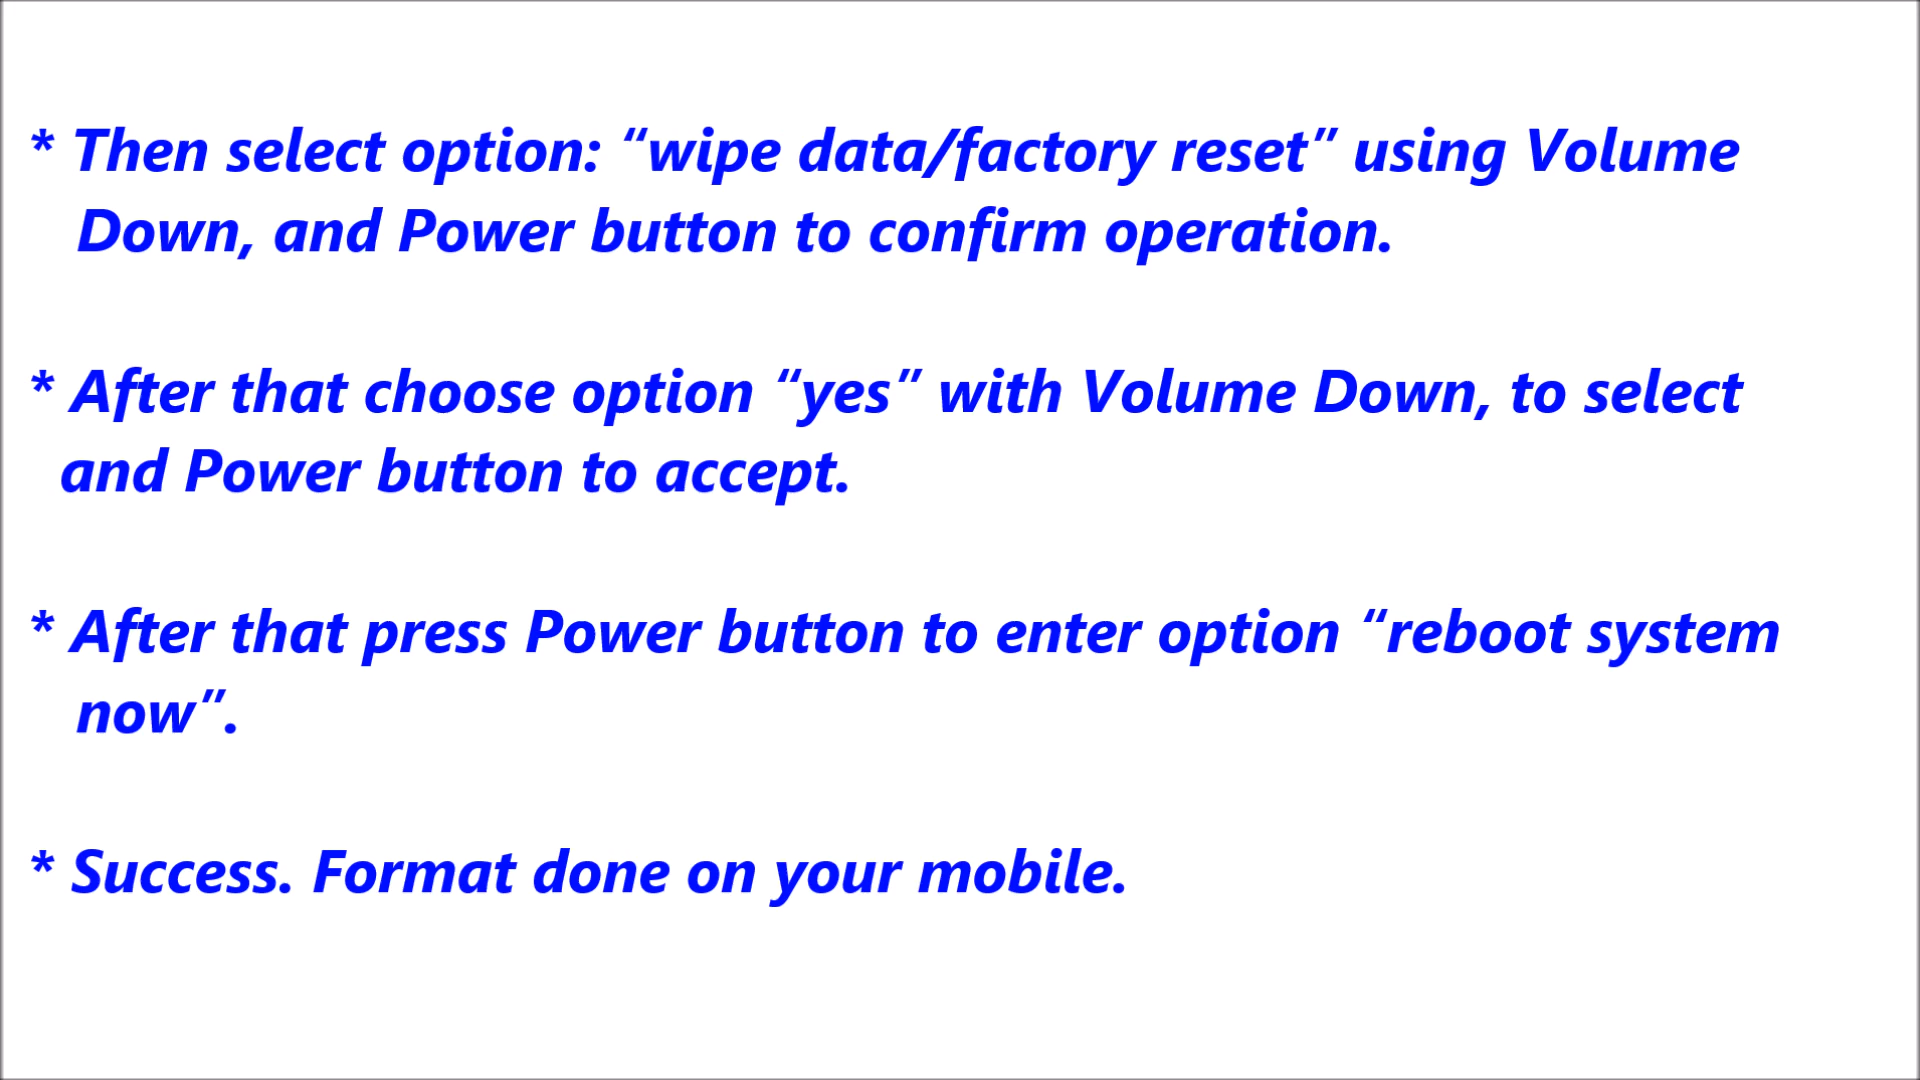 * Then select option: “wipe data/factory reset” using Volume
Down, and Power button to confirm operation.
* After that choose option “yes” with Volume Down, to select
and Power button to accept.
* After that press Power button to enter option “reboot system
now”.
* Success. Format done on your mobile.